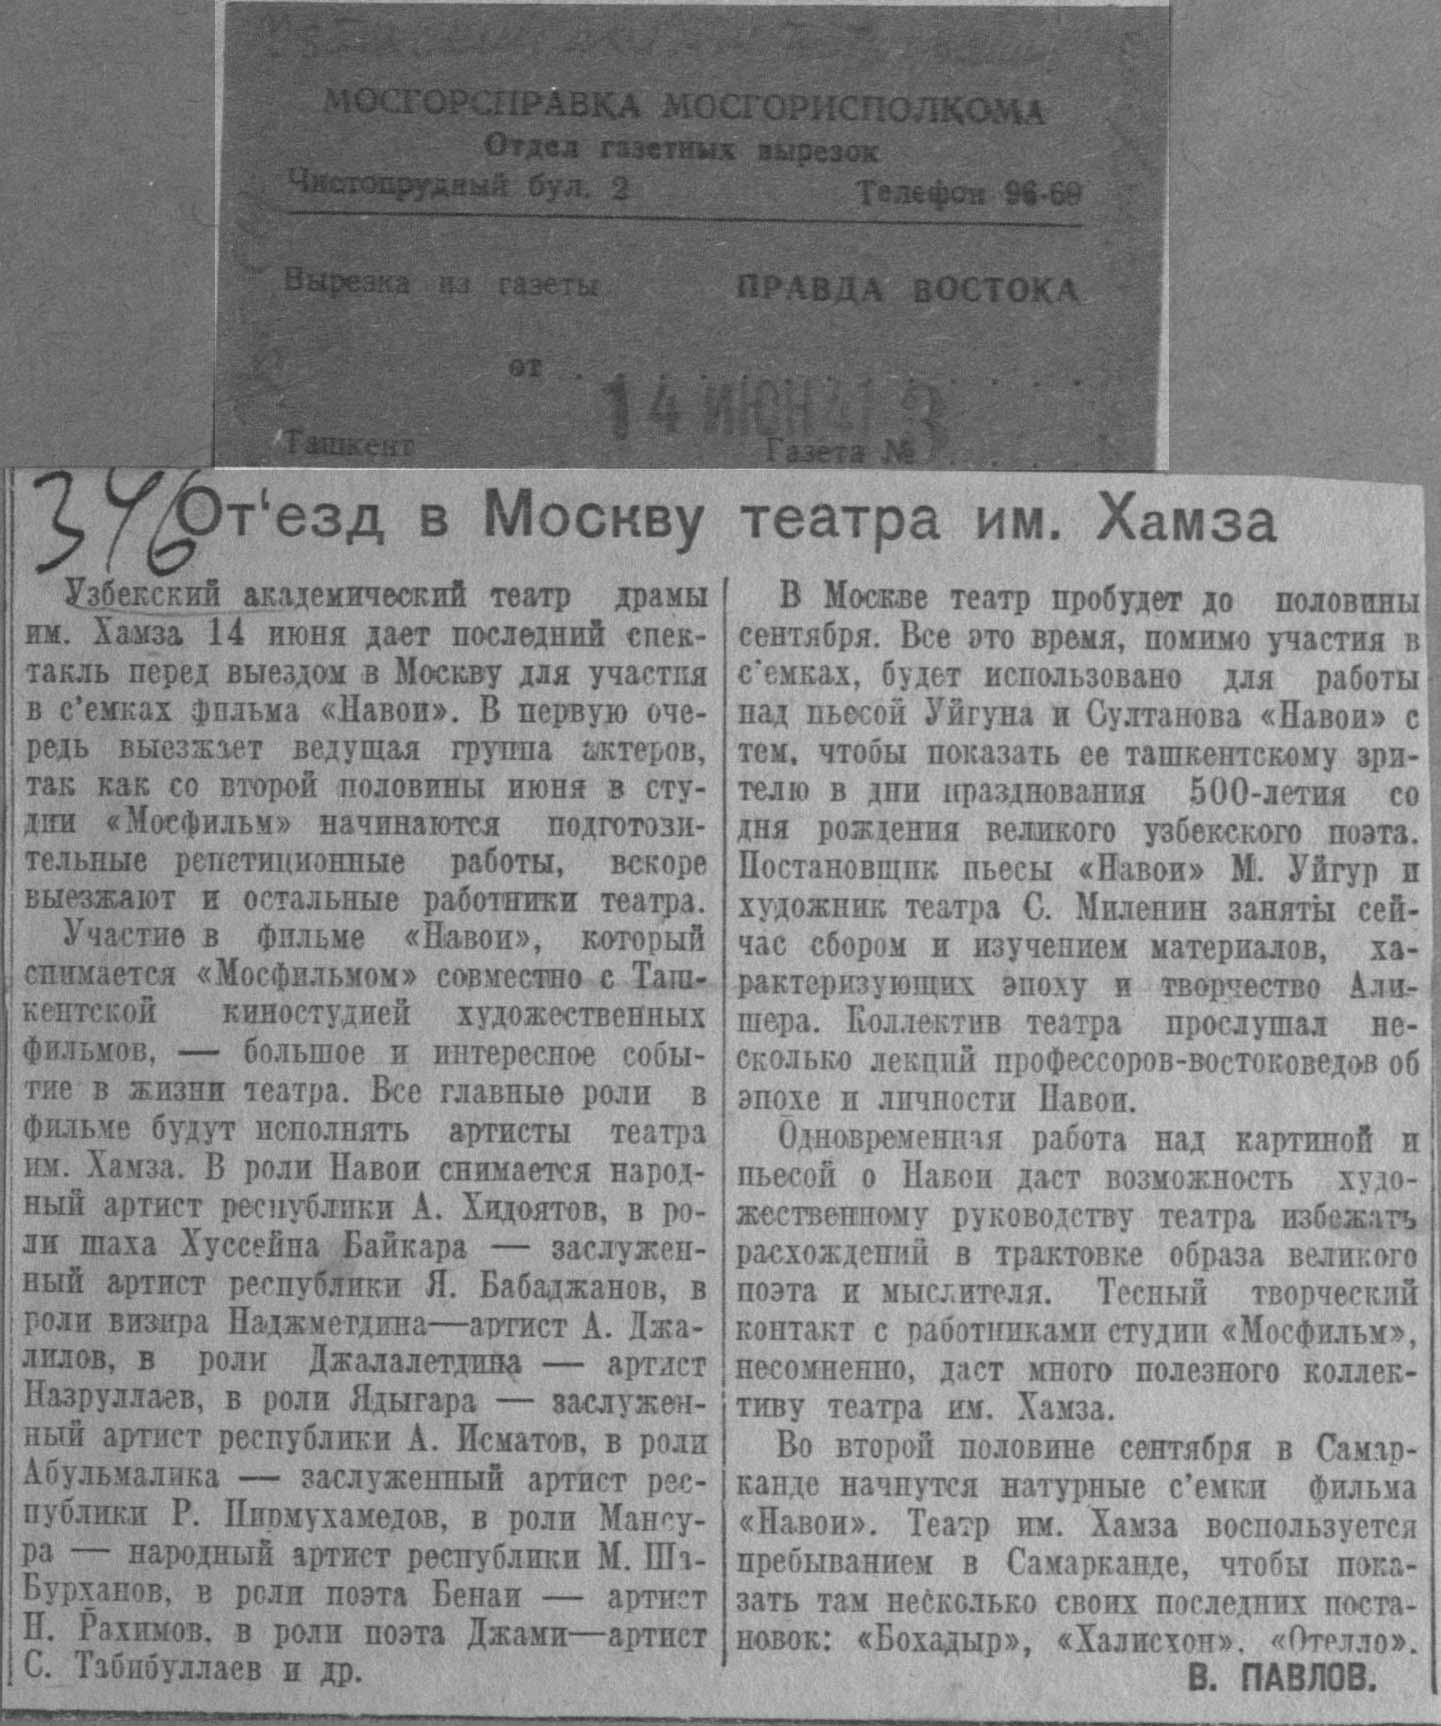 МОСГОРСПРАВКА МОСГОРИСПОЛКОМА
Отдел газетных вырезок
Чистопрудный бул. 2 Телефон 96-69
Вырезка из газеты ПРАВДА ВОСТОКА
от 14 ИЮН 41 3
Ташкент Газета №
346
От'езд в Москву театра им. Хамза
Узбекский академический театр драмы
им. Хамза 14 июня дает последний спек-
такль перед выездом в Москву для участия
в с'емках фильма «Навои». В первую оче-
редь выезжает ведущая группа актеров,
так как со второй половины июня в сту-
дии «Мосфильм» начинаются подготови-
тельные репетиционные работы, вскоре
выезжают и остальные работники театра.
Участие в фильме «Навои», который
снимается «Мосфильмом» совместно с Таш-
кентской киностудией художественных
фильмов, — большое и интересное собы-
тие в жизни театра. Все главные роли в
фильме будут исполнять артисты театра
им. Хамза. В роли Навои снимается народ-
ный артист республики А. Хидоятов, в ро-
ли шаха Хуссейна Байкара — заслужен-
ный артист республики Я. Бабаджанов, в
роли визира Наджметдина—артист А. Джа-
лилов, в роли Джалалетдина — артист
Назруллаев, в роли Ядыгара — заслужен-
ный артист республики А. Исматов, в роли
Абульмалика — заслуженный артист рес-
публики Р. Пирмухамедов, в роли Мансу-
ра — народный артист республики М. Ша-
Бурханов, в роли поэта Бенаи — артист
Н. Рахимов, в роли поэта Джами—артист
С. Табибуллаев и др.
В Москве театр пробудет до половины
сентября. Все это время, помимо участия в
с'емках, будет использовано для работы
над пьесой Уйгуна и Султанова «Навои» с
тем, чтобы показать ее ташкентскому зри-
телю в дни празднования 500-летия со
дня рождения великого узбекского поэта.
Постановщик пьесы «Навои» М. Уйгур и
художник театра С. Миленин заняты сей-
час сбором и изучением материалов, ха-
рактеризующих эпоху и творчество Али-
шера. Коллектив театра прослушал не-
сколько лекций профессоров-востоковедов об
эпохе и личности Навои.
Одновременная работа над картиной и
пьесой о Навои даст возможность худо-
жественному руководству театра избежать
расхождений в трактовке образа великого
поэта и мыслителя. Тесный творческий
контакт с работниками студии «Мосфильм»,
несомненно, даст много полезного коллек-
тиву театра им. Хамза.
Во второй половине сентября в Самар-
канде начнутся натурные с'емки фильма
«Навои». Театр им. Хамза воспользуется
пребыванием в Самарканде, чтобы пока-
зать там несколько своих последних поста-
новок: «Бохадыр», «Халисхон», «Отелло».
В. ПАВЛОВ.